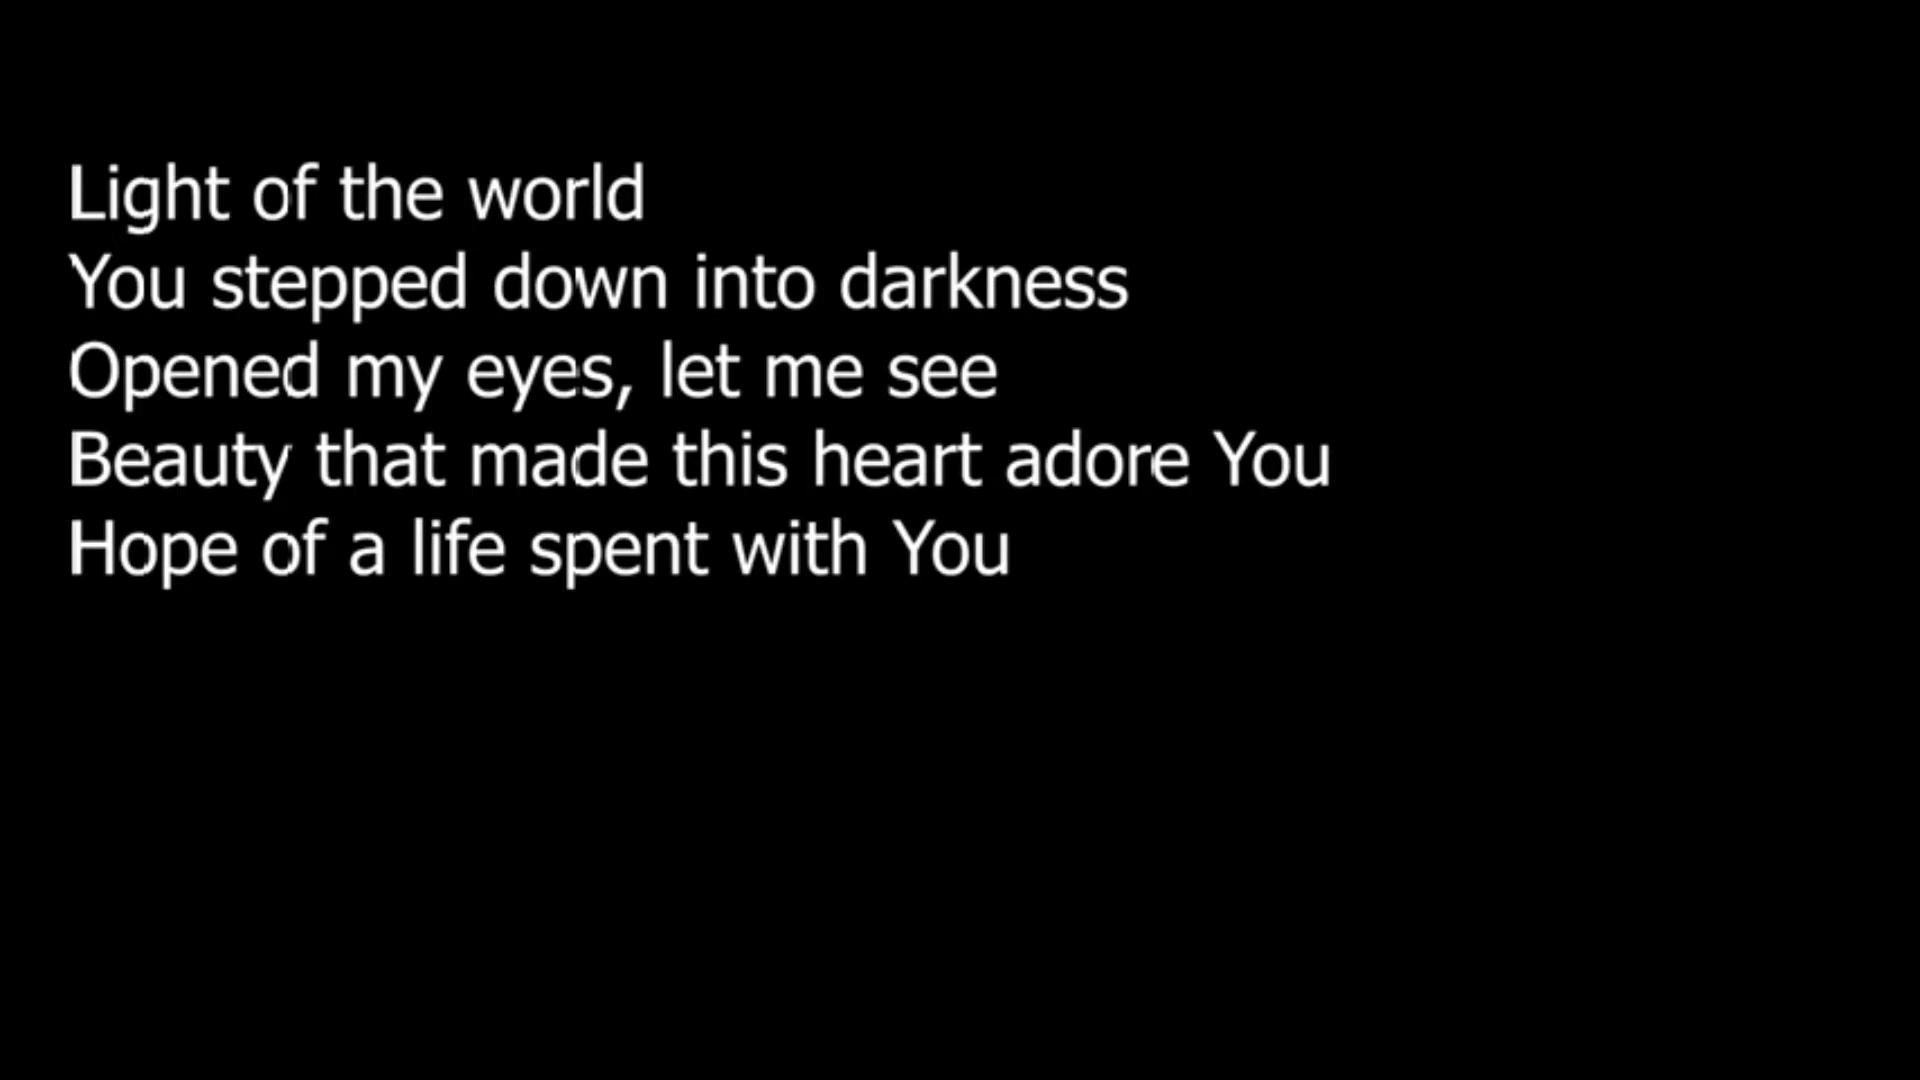 Light of the world
You stepped down into darkness
Opened my eyes, let me see
Beauty that made this heart adore You
Hope of a life spent with You